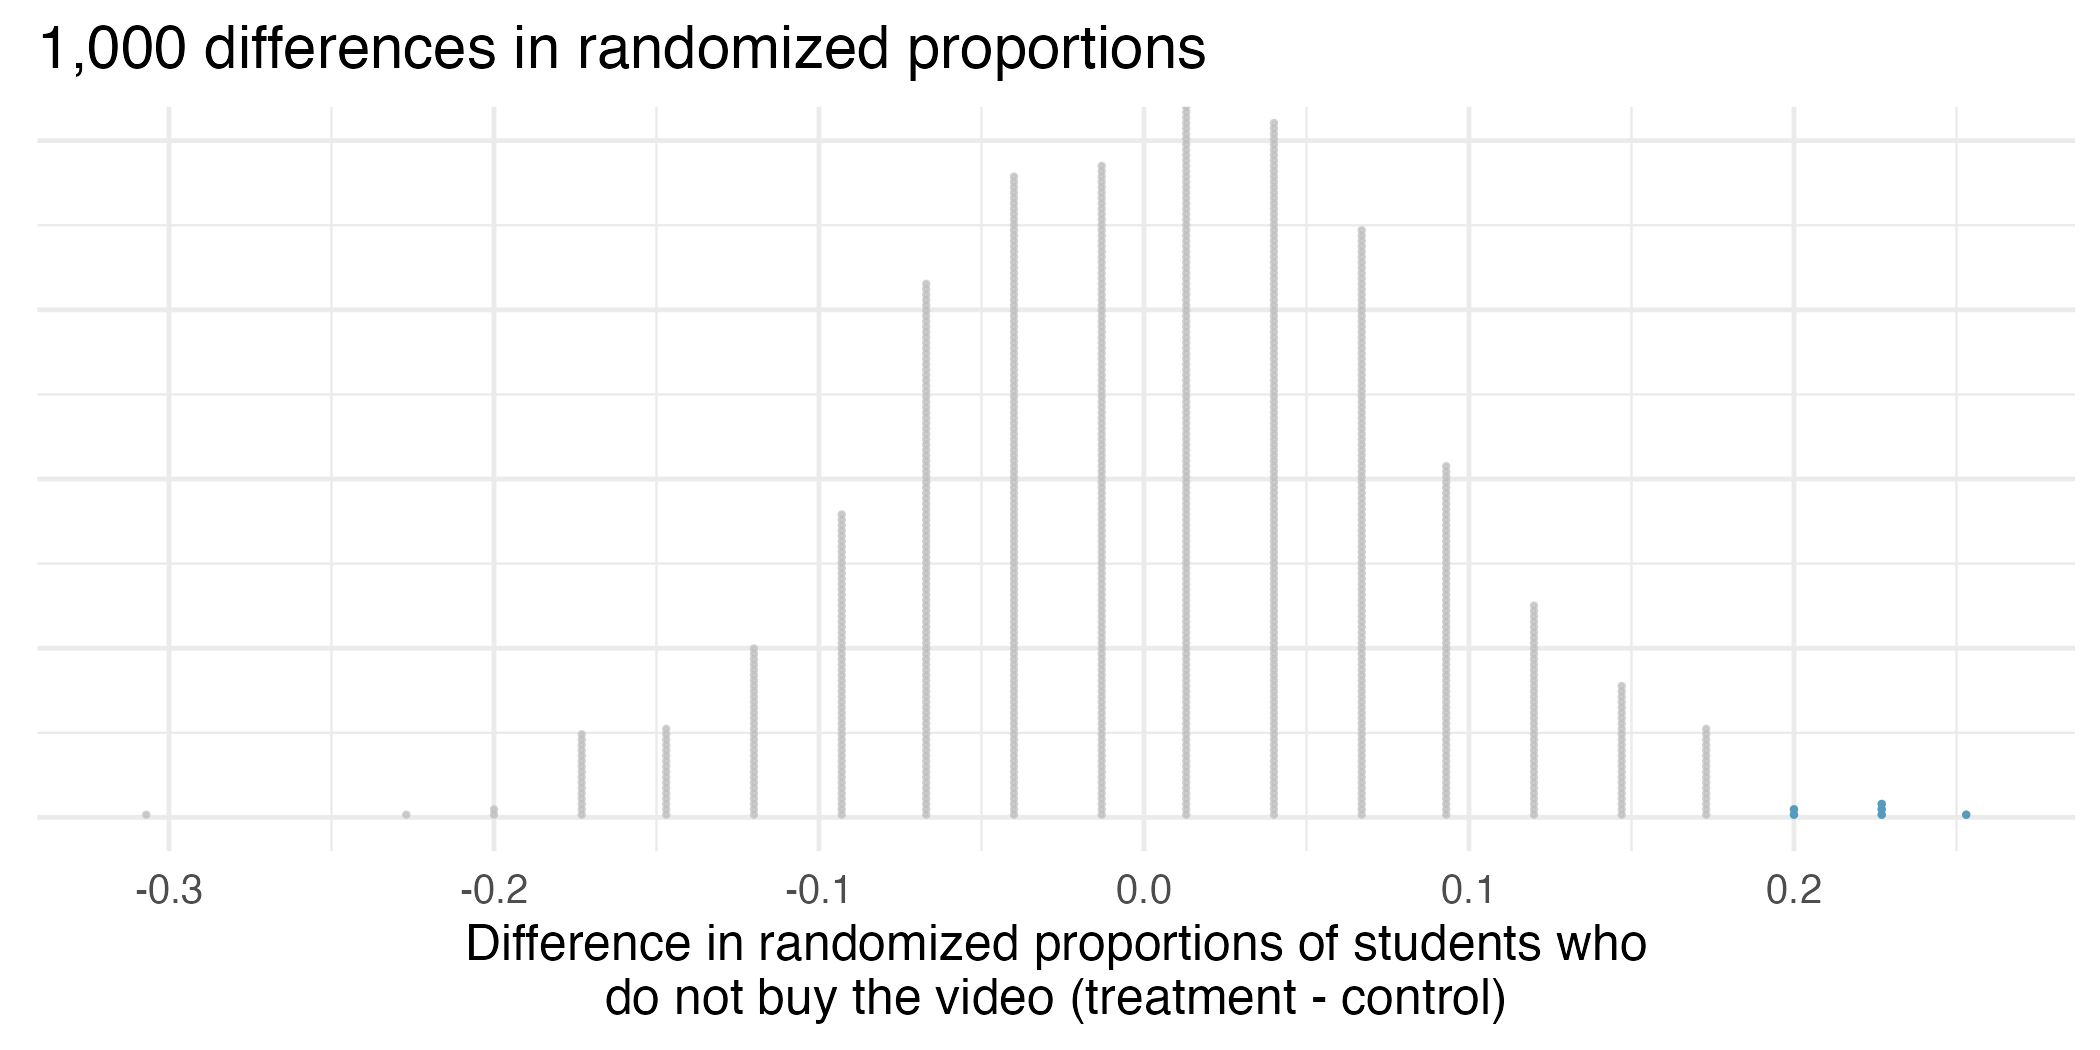 1,000 differences in randomized proportions
-0.3 -0.2 -0.1 0.0 0.1 0.2
Difference in randomized proportions of students who
do not buy the video (treatment - control)